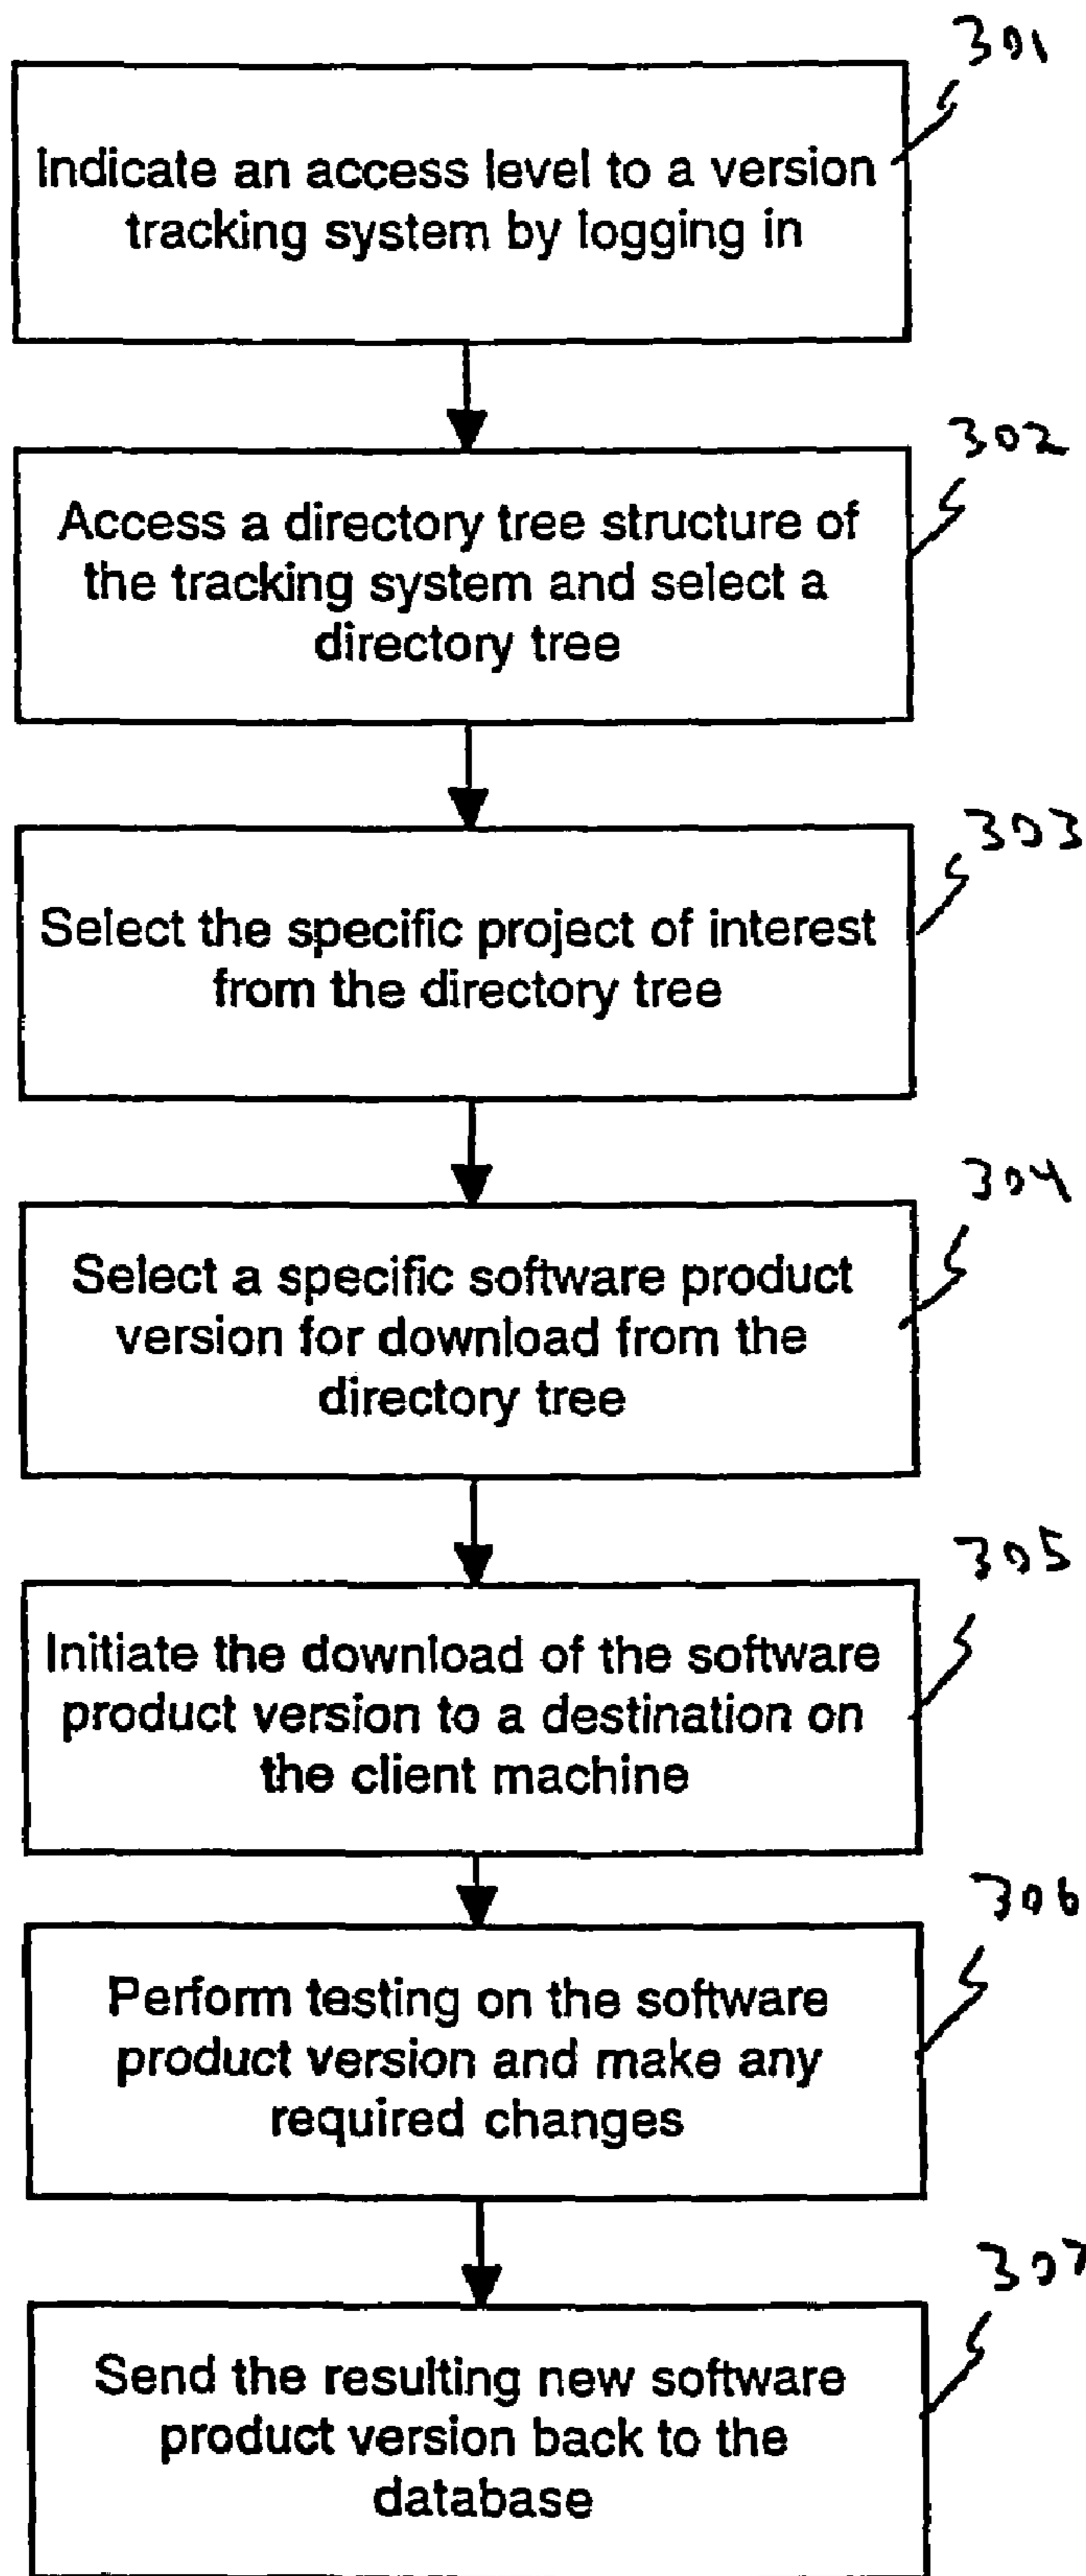 301
Indicate an access level to a version
tracking system by logging in
302
Access a directory tree structure of
the tracking system and select a
directory tree
303
Select the specific project of interest
from the directory tree
304
Select a specific software product
version for download from the
directory tree
305
Initiate the download of the software
product version to a destination on
the client machine
306
Perform testing on the software
product version and make any
required changes
307
Send the resulting new software
product version back to the
database